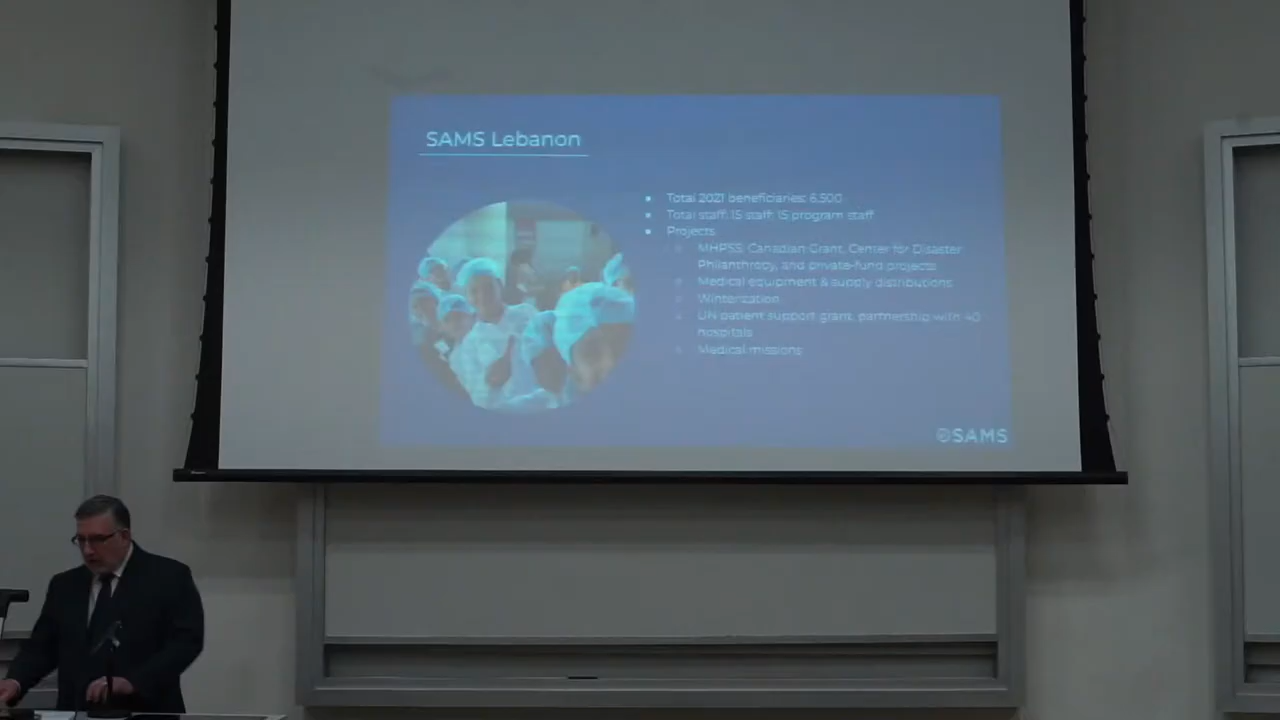 SAMS Lebanon
Total 2021 beneficiaries: 6,500
Total staff: 15 staff: 15 program staff
Projects
MHPSS: Canadian Grant, Center for Disaster
Philanthropy, and private-fund projects
Medical equipment & supply distributions
Winterization
UN patient support grant, partnership with 40
hospitals
Medical missions
SAMS